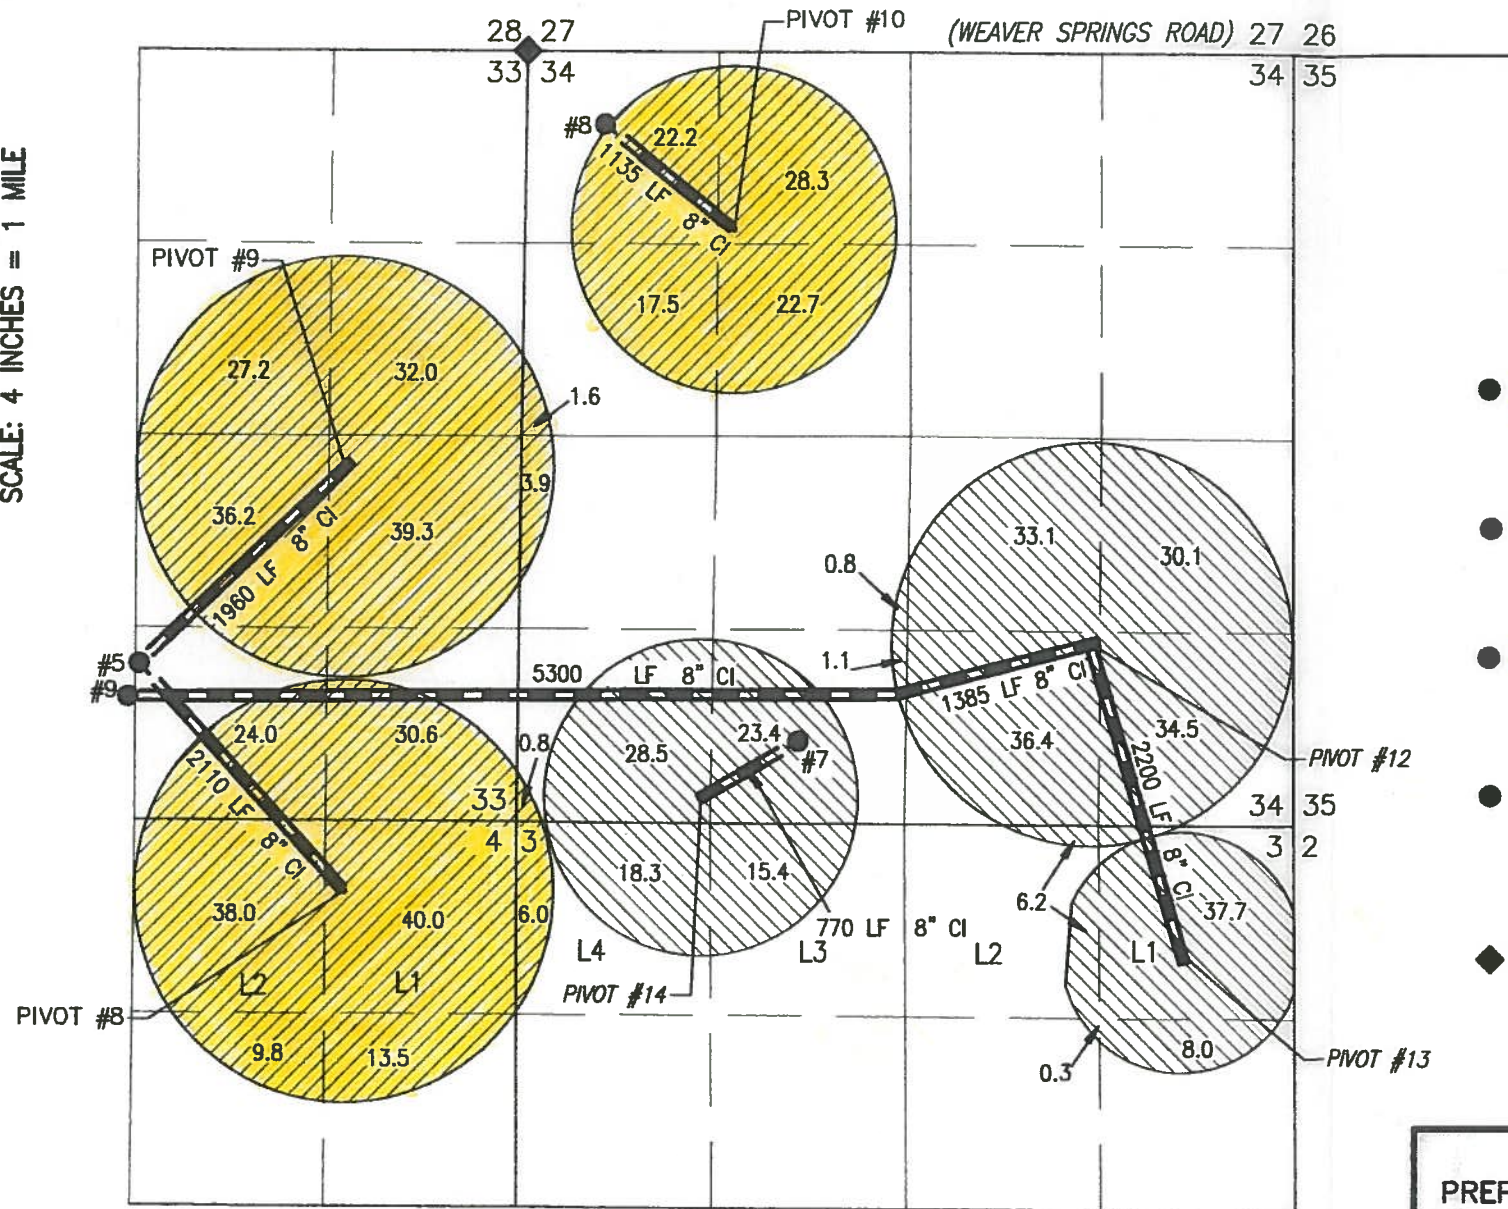 SCALE: 4 INCHES = 1 MILE
28 27
33 34
PIVOT #10
(WEAVER SPRINGS ROAD)
27 26
34 35
#8
22.2
28.3
1135 LF 8" CI
17.5
22.7
PIVOT #9
27.2
32.0
1.6
3.9
36.2
39.3
1960 LF 8" CI
33.1
30.1
0.8
1.1
#5
#9
5300 LF 8" CI
1385 LF 8" CI
36.4
34.5
24.0
30.6
0.8
28.5
23.4
#7
2110 LF 8" CI
2200 LF 8" CI
PIVOT #12
33
4 3
34 35
3 2
18.3
15.4
38.0
40.0
6.0
6.2
37.7
770 LF 8" CI
L4
L3
L2
L1
L2
L1
PIVOT #14
PIVOT #8
9.8
13.5
0.3
8.0
PIVOT #13
PREP